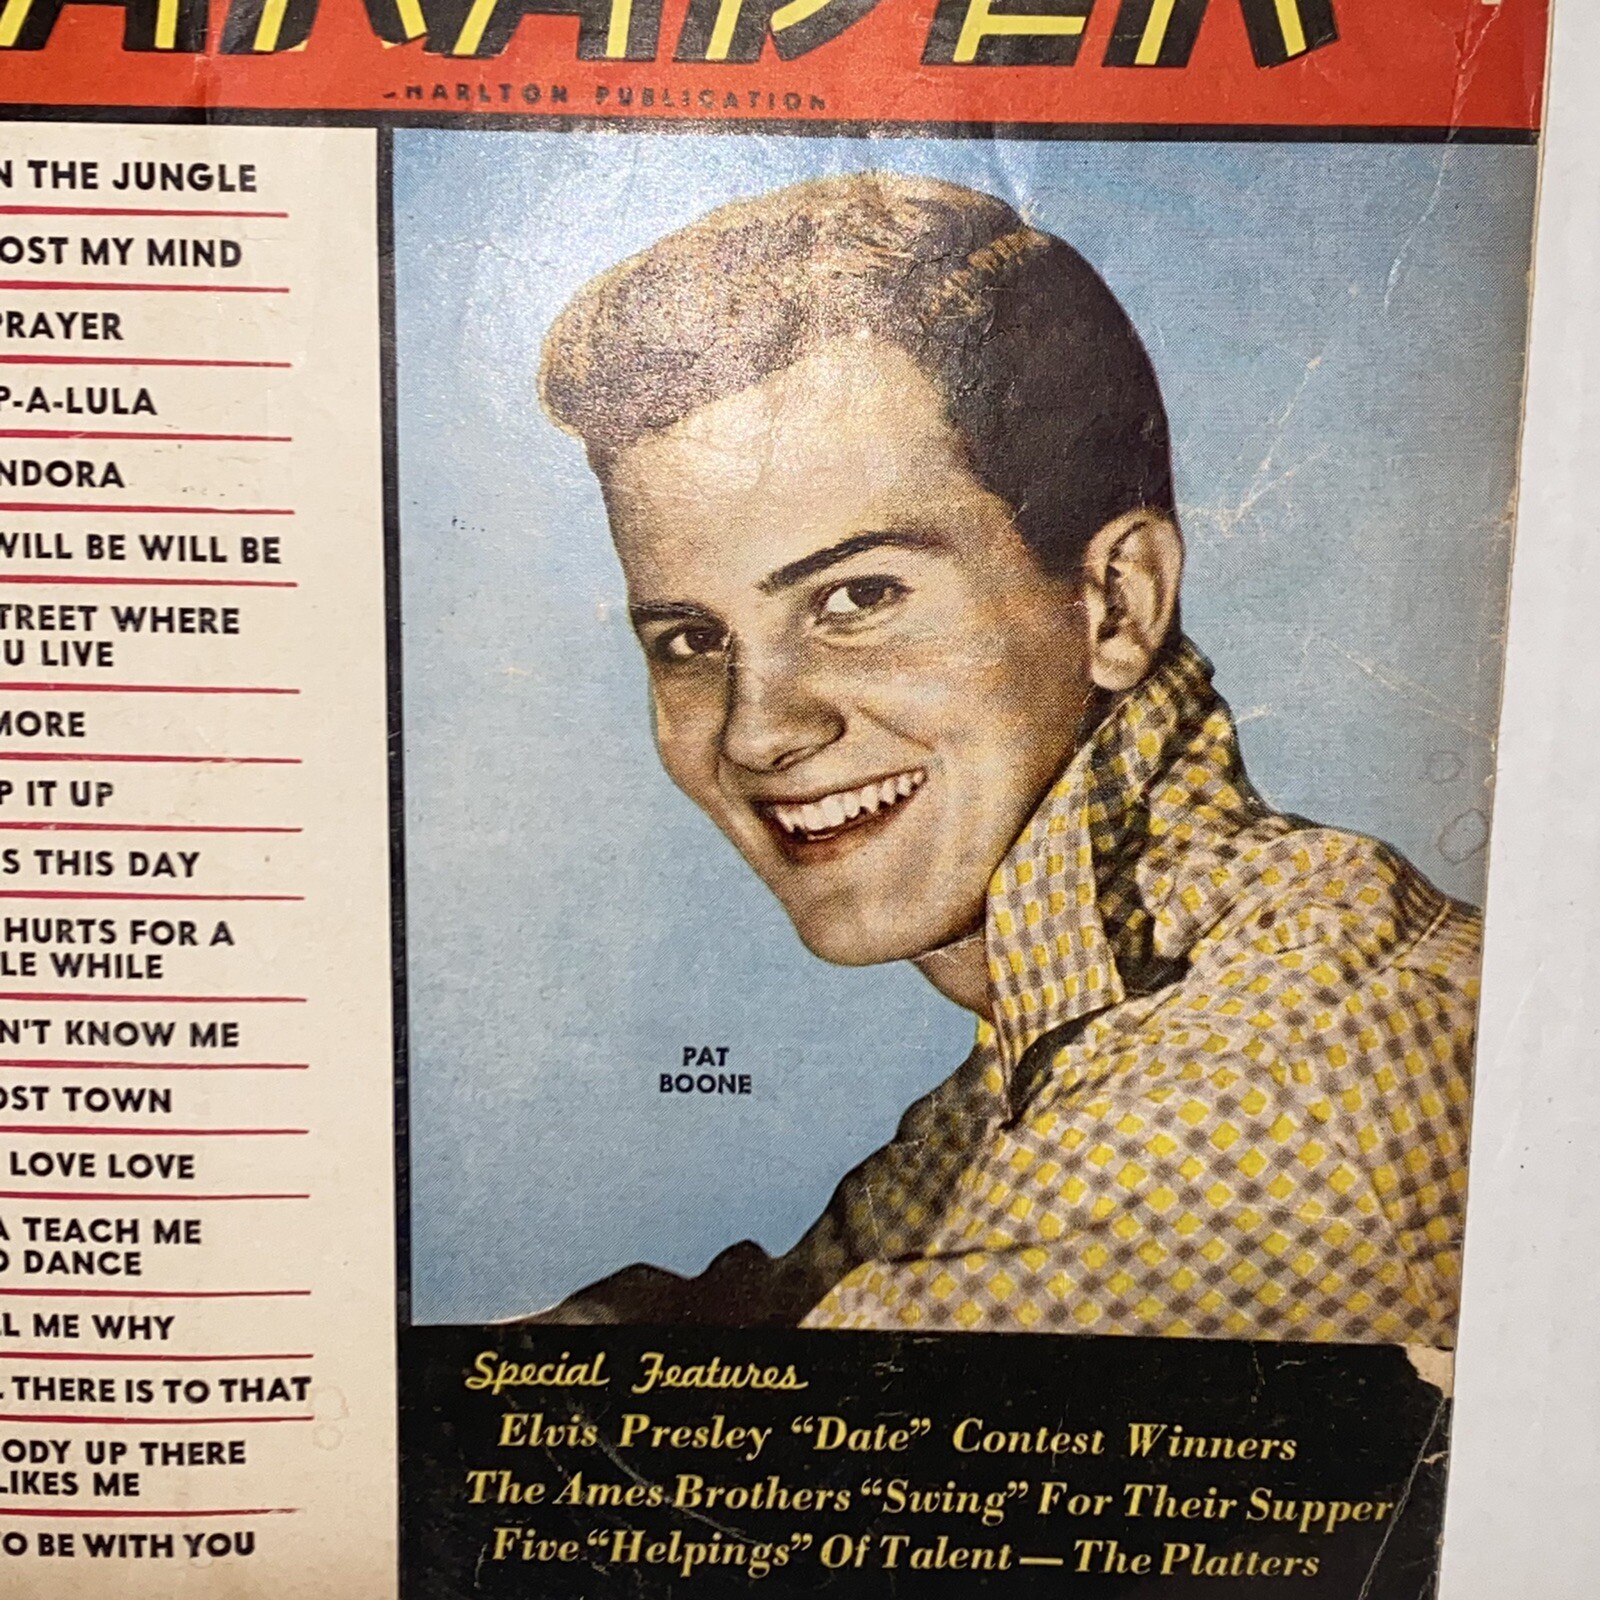 CHARLTON PUBLICATION
N THE JUNGLE
OST MY MIND
PRAYER
P-A-LULA
NDORA
WILL BE WILL BE
TREET WHERE
U LIVE
MORE
P IT UP
S THIS DAY
HURTS FOR A
LE WHILE
N'T KNOW ME
OST TOWN
LOVE LOVE
A TEACH ME
O DANCE
L ME WHY
L THERE IS TO THAT
ODY UP THERE
LIKES ME
TO BE WITH YOU
PAT
BOONE
Special Features
Elvis Presley “Date” Contest Winners
The Ames Brothers “Swing” For Their Supper
Five “Helpings” Of Talent — The Platters